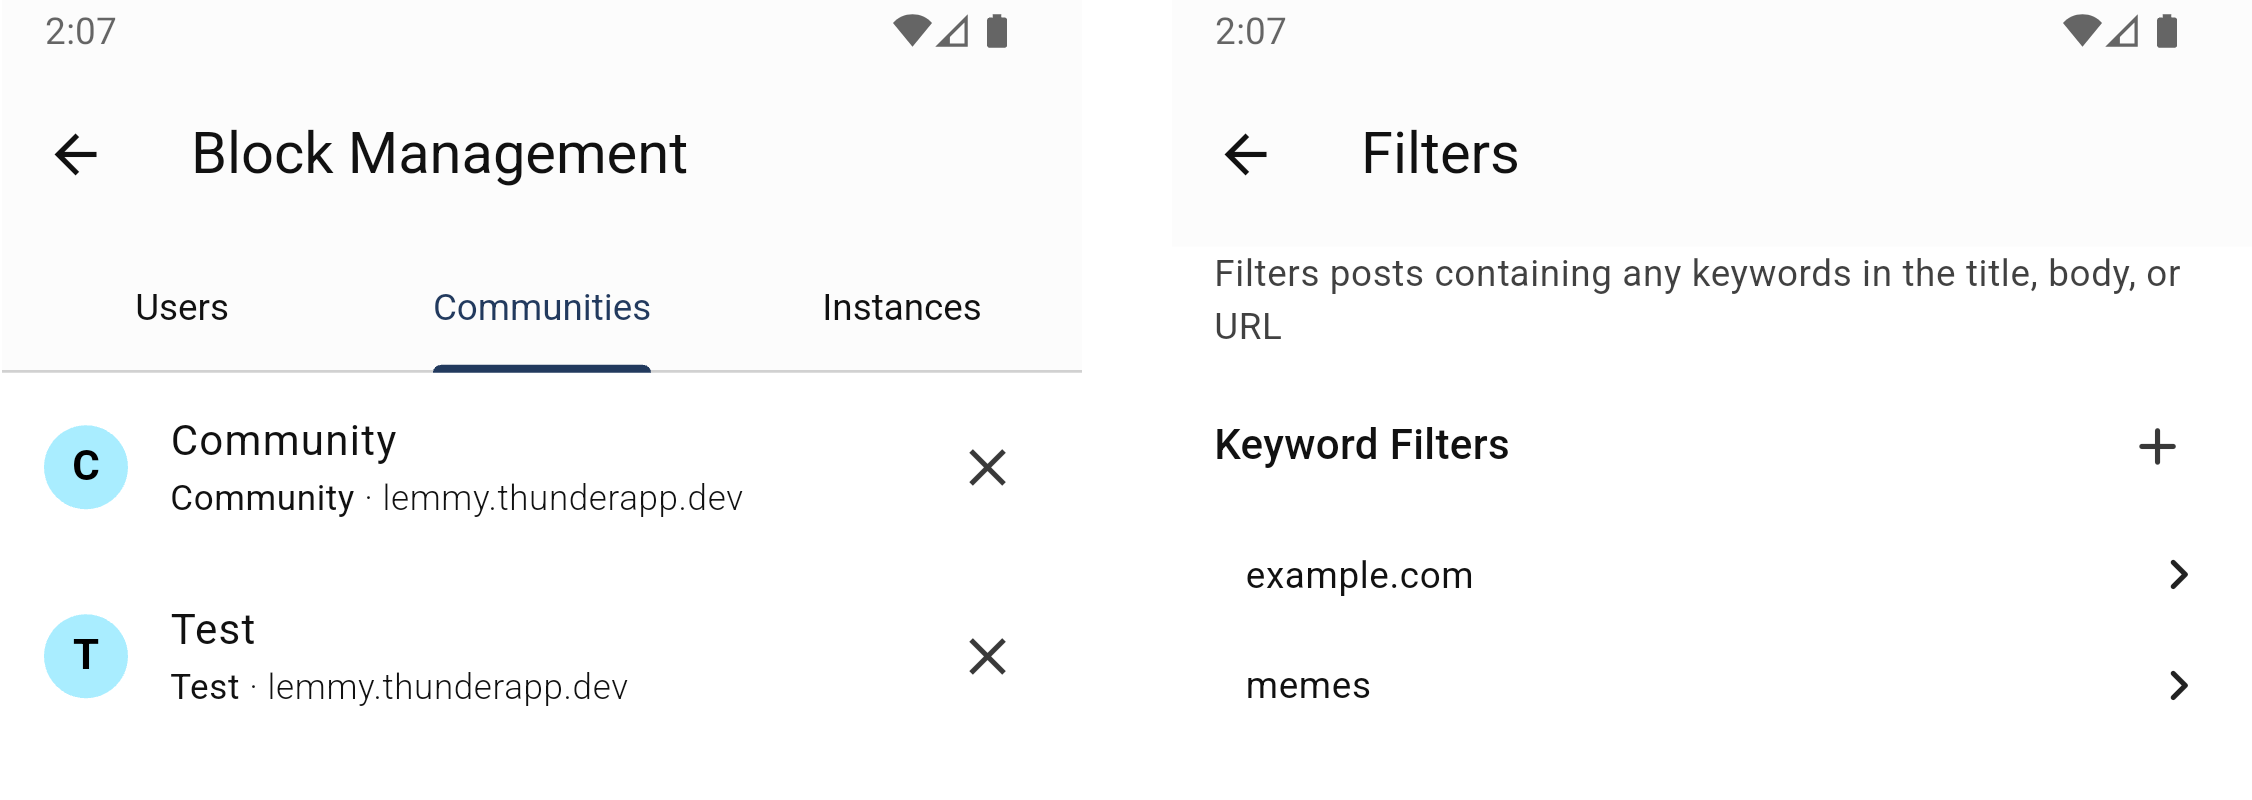 2:07
Block Management
Users Communities Instances
C
Community
Community · lemmy.thunderapp.dev
T
Test
Test · lemmy.thunderapp.dev
2:07
Filters
Filters posts containing any keywords in the title, body, or
URL
Keyword Filters
example.com
memes